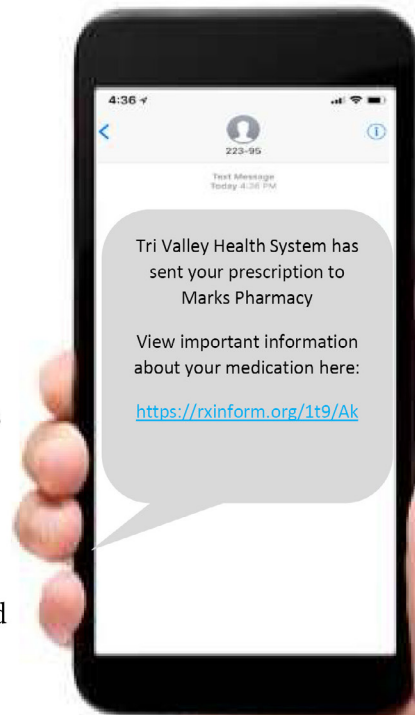 4:36
223-95
Text Message
Today 4:36 PM
Tri Valley Health System has
sent your prescription to
Marks Pharmacy
View important information
about your medication here:
https://rxinform.org/1t9/Ak